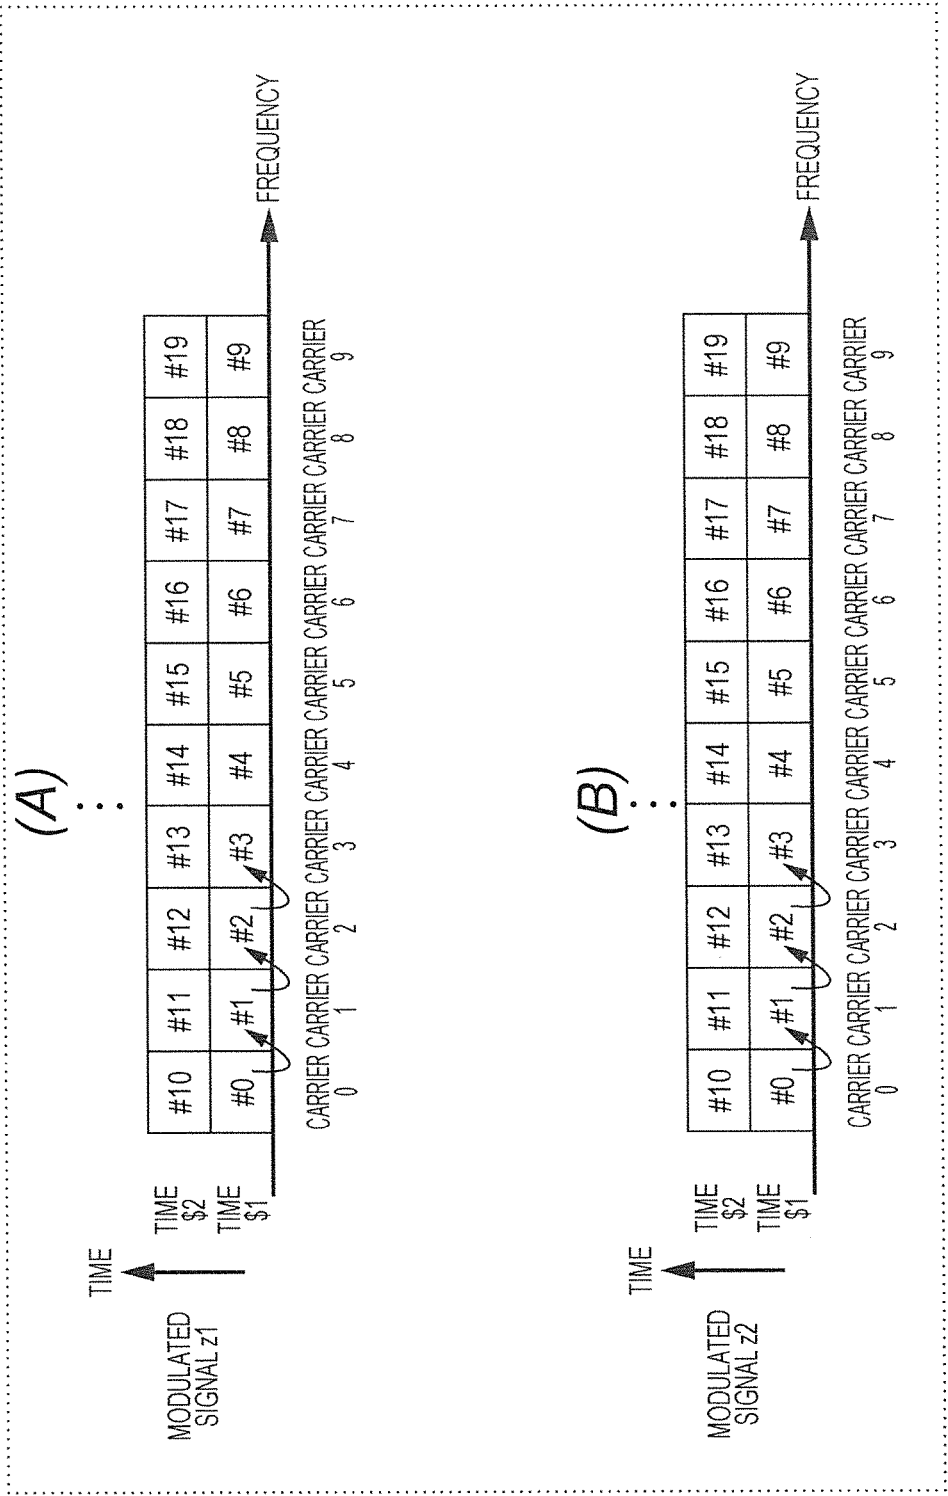 (A)
⋮
MODULATED
SIGNAL z1
TIME
TIME
$2
#10 #11 #12 #13 #14 #15 #16 #17 #18 #19
TIME
$1
#0 #1 #2 #3 #4 #5 #6 #7 #8 #9
FREQUENCY
CARRIER CARRIER CARRIER CARRIER CARRIER CARRIER CARRIER CARRIER CARRIER CARRIER
0 1 2 3 4 5 6 7 8 9
(B)
⋮
MODULATED
SIGNAL z2
TIME
TIME
$2
#10 #11 #12 #13 #14 #15 #16 #17 #18 #19
TIME
$1
#0 #1 #2 #3 #4 #5 #6 #7 #8 #9
FREQUENCY
CARRIER CARRIER CARRIER CARRIER CARRIER CARRIER CARRIER CARRIER CARRIER CARRIER
0 1 2 3 4 5 6 7 8 9